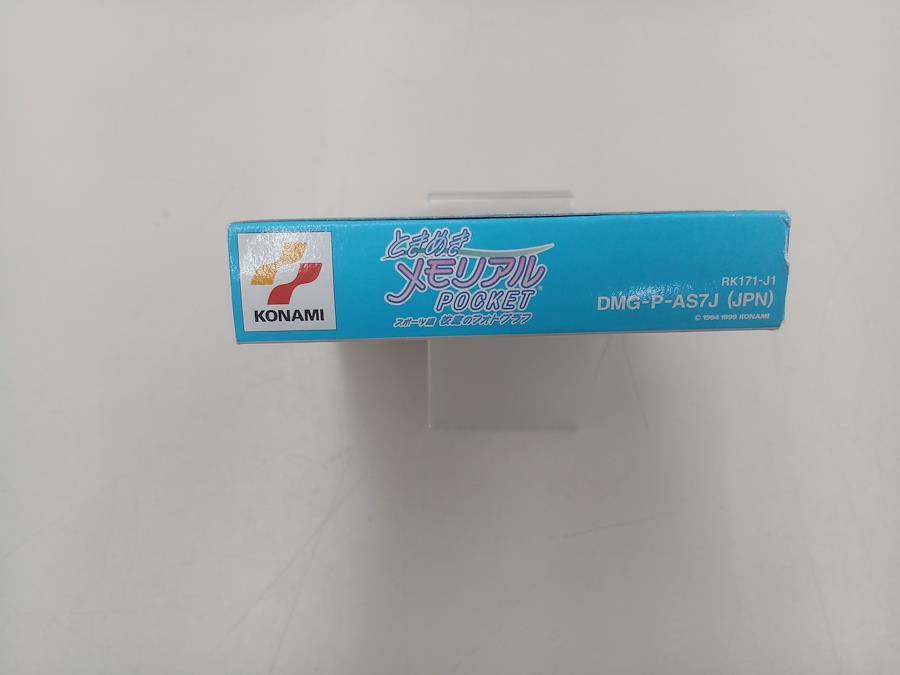 KONAMI
ときめき
メモリアル
POCKET
スポーツ編 校庭のフォトグラフ
RK171-J1
DMG-P-AS7J (JPN)
© 1994 1999 KONAMI